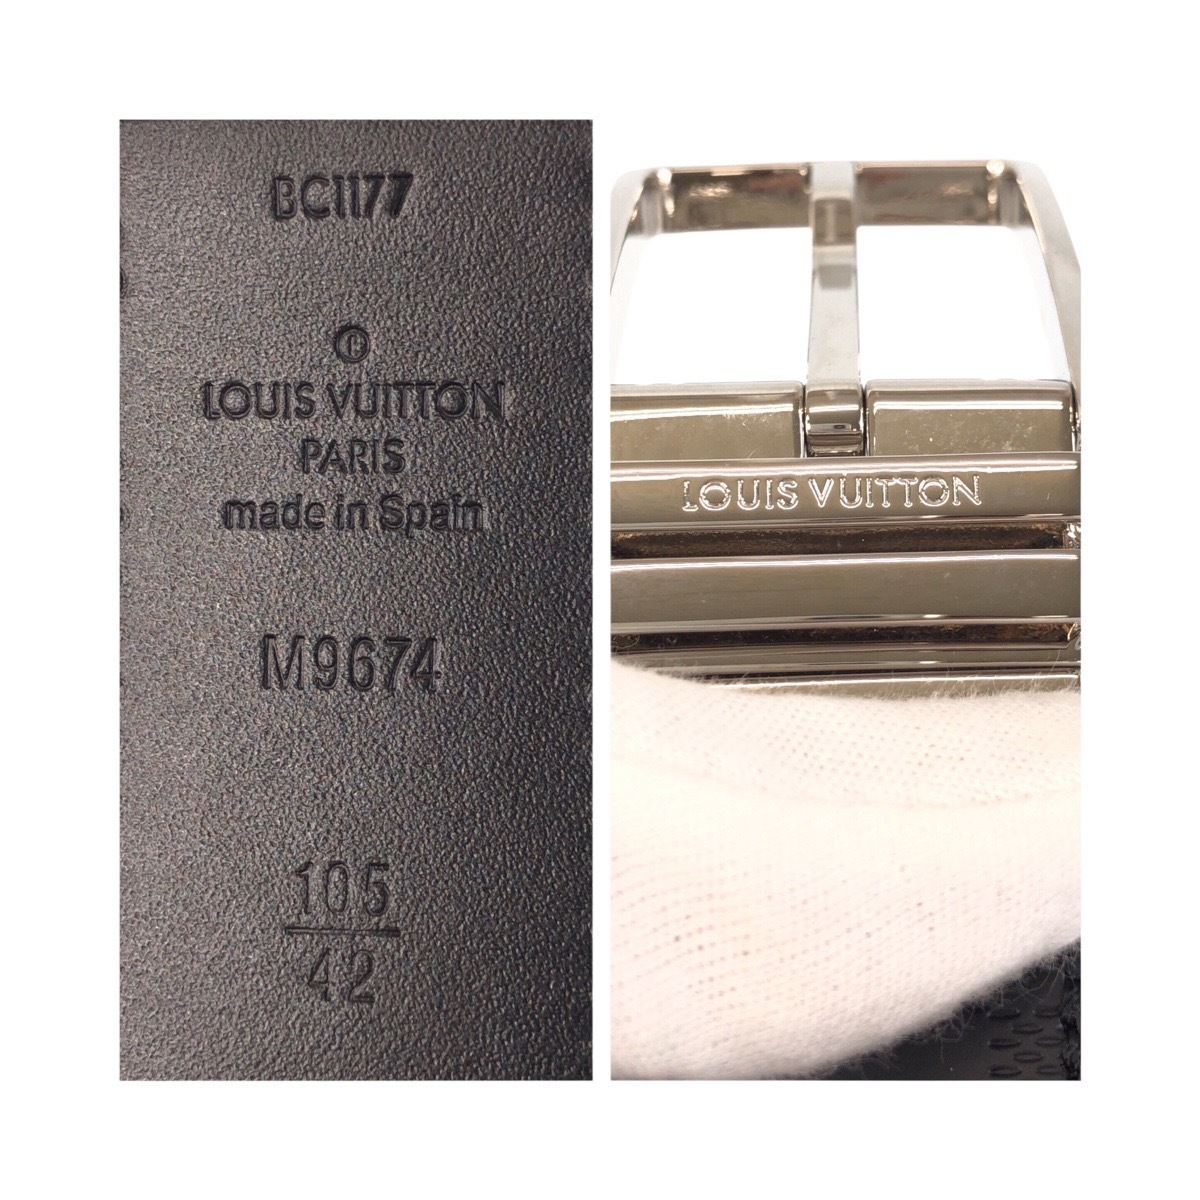 BC1177
©
LOUIS VUITTON
PARIS
made in Spain
M9674
105
42
LOUIS VUITTON